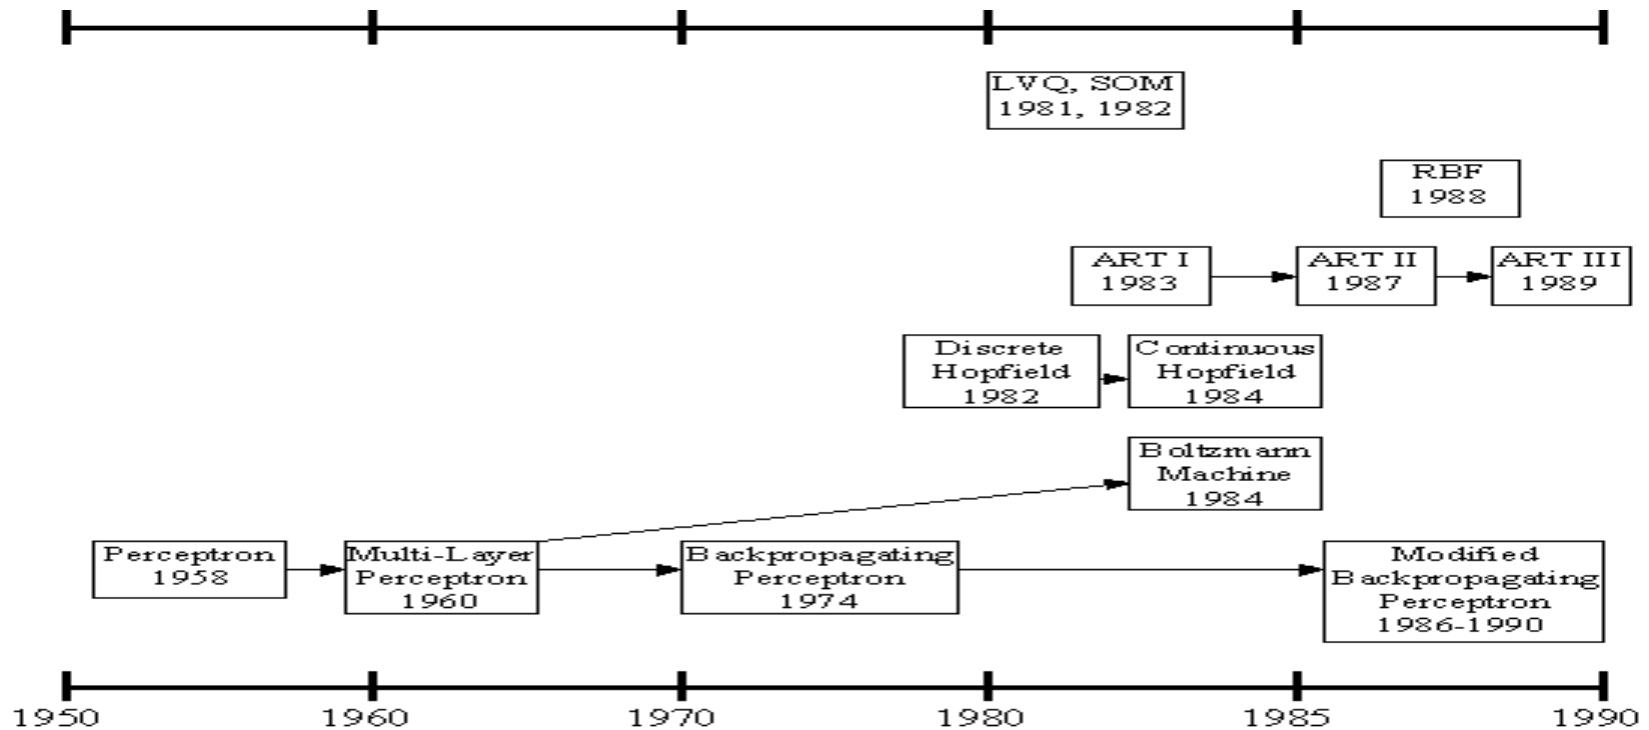 LVQ, SOM
1981, 1982
RBF
1988
ART I
1983
ART II
1987
ART III
1989
Discrete
Hopfield
1982
Continuous
Hopfield
1984
Boltzmann
Machine
1984
Perceptron
1958
Multi-Layer
Perceptron
1960
Backpropagating
Perceptron
1974
Modified
Backpropagating
Perceptron
1986-1990
1950
1960
1970
1980
1985
1990